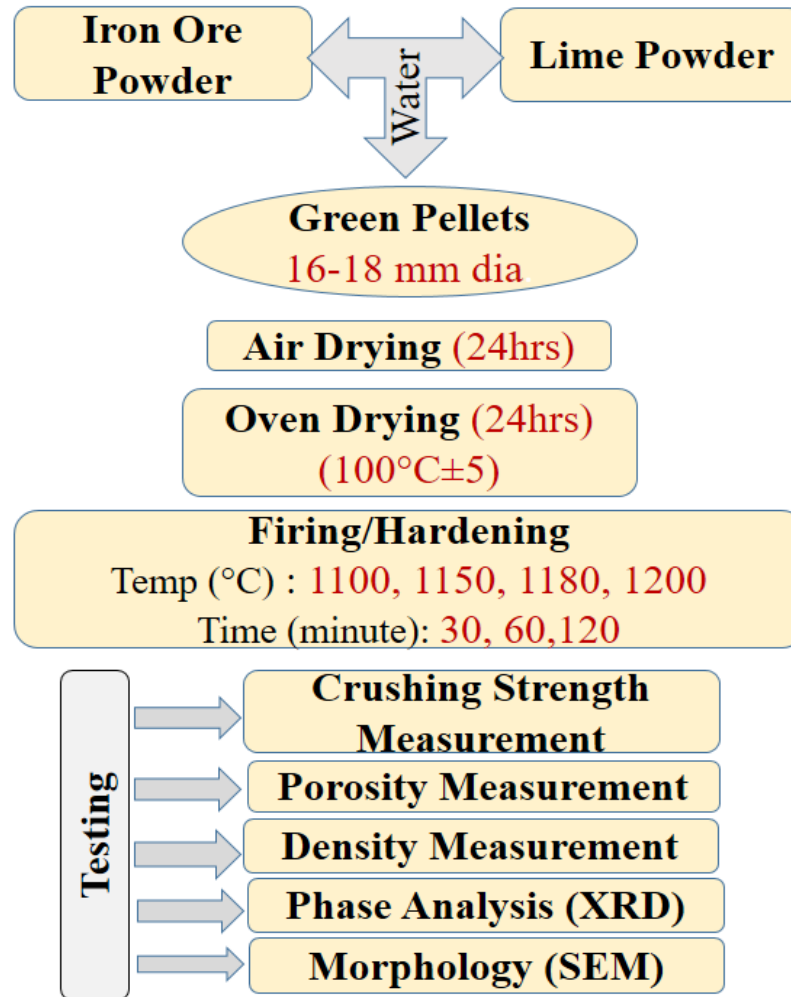 Iron Ore
Powder
Lime Powder
Water
Green Pellets
16-18 mm dia
Air Drying (24hrs)
Oven Drying (24hrs)
(100°C±5)
Firing/Hardening
Temp (°C) : 1100, 1150, 1180, 1200
Time (minute): 30, 60,120
Testing
Crushing Strength
Measurement
Porosity Measurement
Density Measurement
Phase Analysis (XRD)
Morphology (SEM)